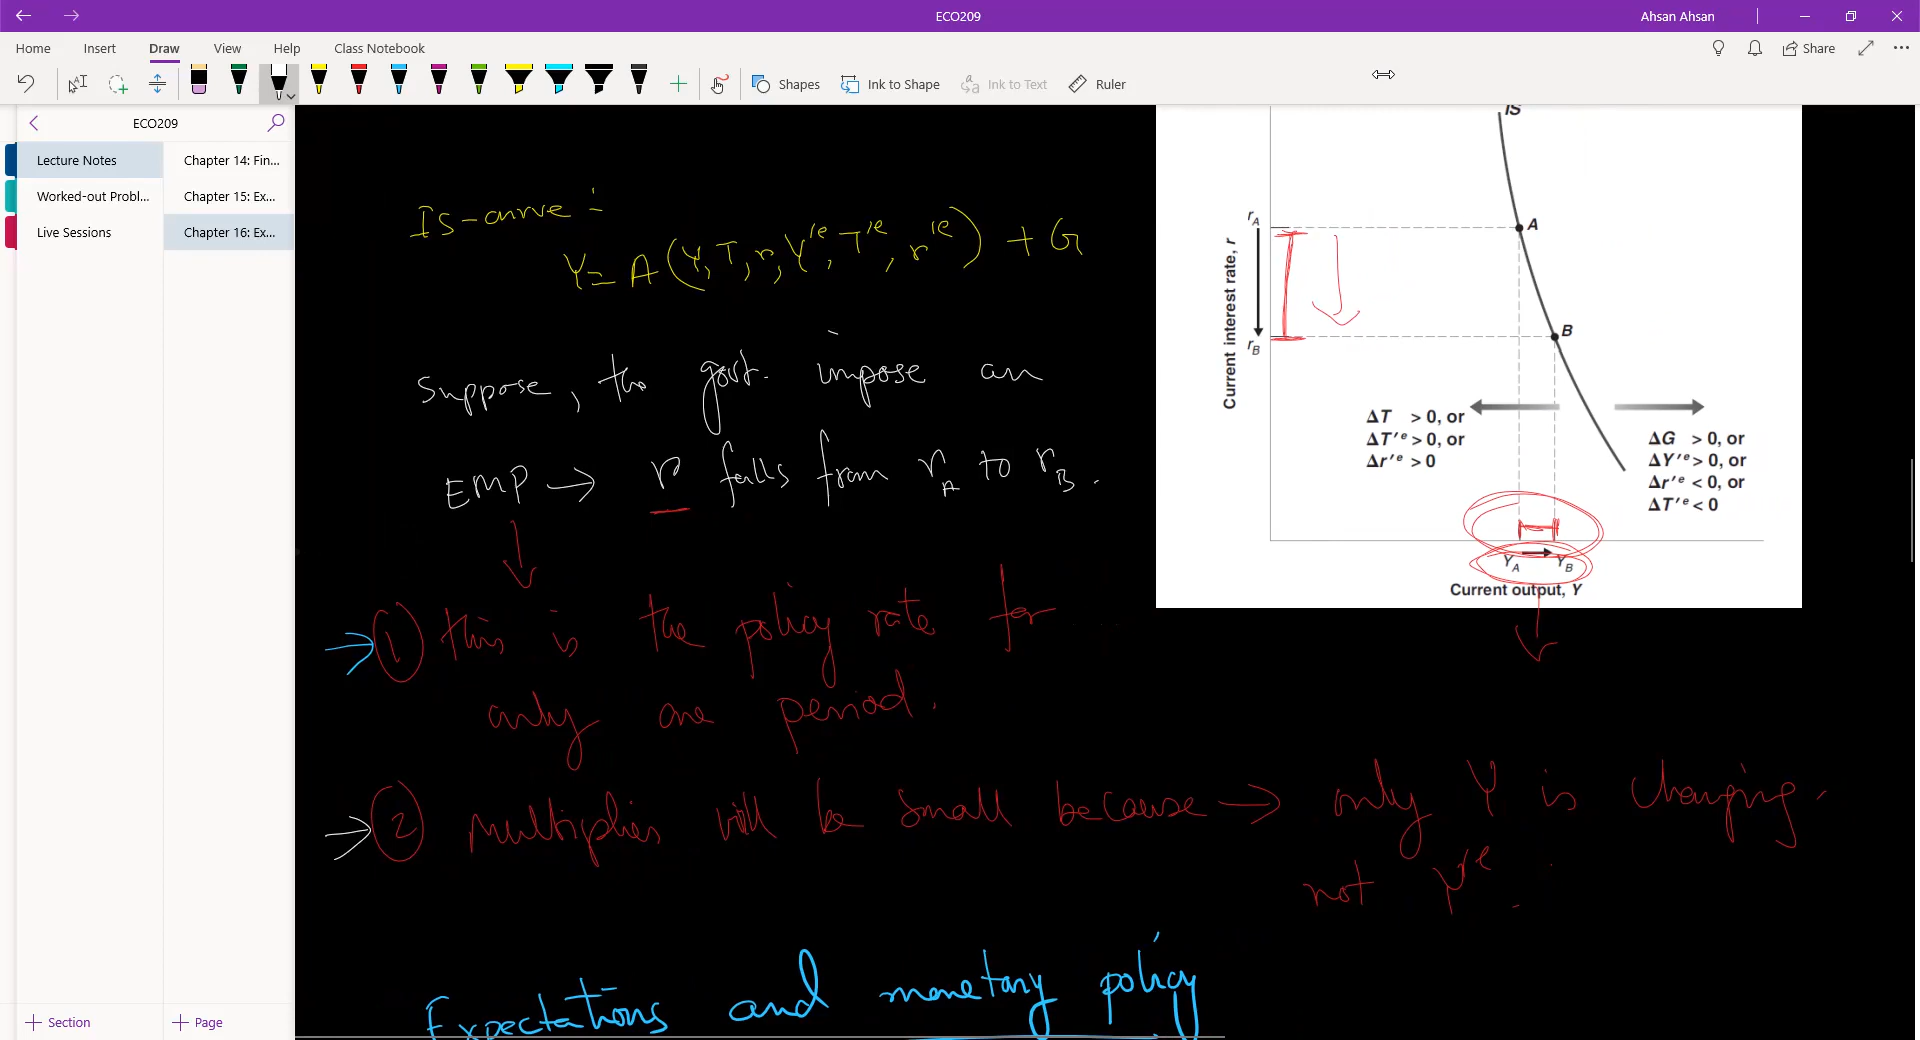 ECO209
Ahsan Ahsan
Home Insert Draw View Help Class Notebook
Share
Shapes
Ink to Shape
Ink to Text
Ruler
ECO209
Lecture Notes
Worked-out Probl...
Live Sessions
Chapter 14: Fin...
Chapter 15: Ex...
Chapter 16: Ex...
Section
Page
Is-curve :
Y = A (Y, T, r, Y'e, T'e, r'e) + G
Suppose, the govt. impose an
EMP → r falls from rA to rB.
① this is the policy rate for
only one period.
② Multiplier will be small because → only Y is changing.
not Y'e.
Expectations and monetary policy
IS
rA
A
Current interest rate, r
rB
B
ΔT > 0, or
ΔT'e > 0, or
Δr'e > 0
ΔG > 0, or
ΔY'e > 0, or
Δr'e < 0, or
ΔT'e < 0
YA YB
Current output, Y